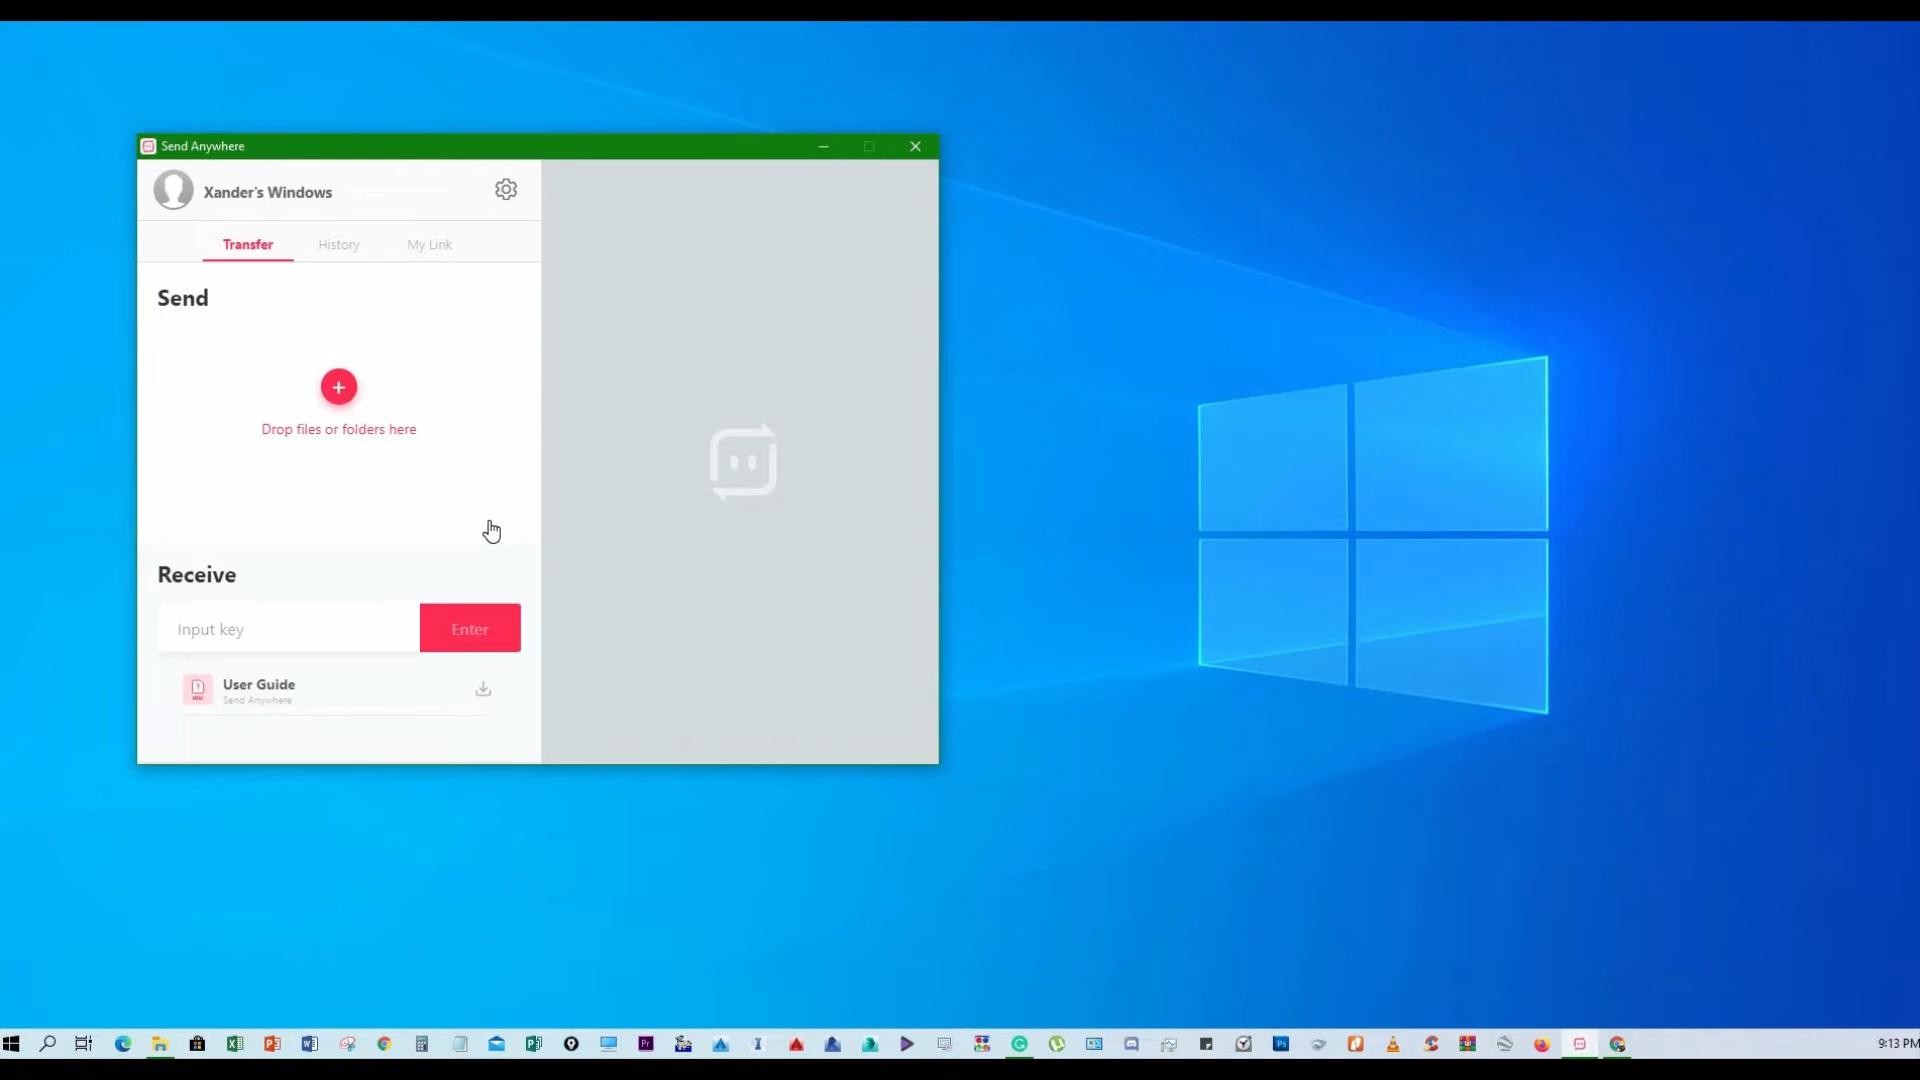 Send Anywhere
Xander's Windows
Transfer
History
My Link
Send
+
Drop files or folders here
Receive
Input key
Enter
User Guide
Send Anywhere
9:13 PM